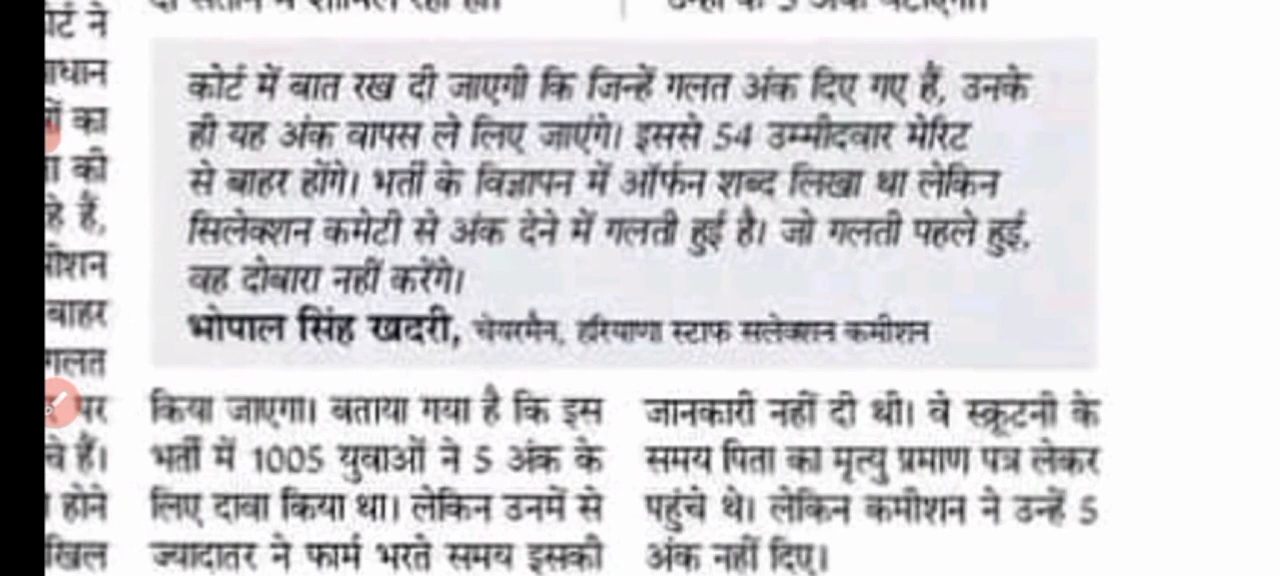 र्ट ने
का
की
हे हैं,
बाहर
गलत
पर
हैं।
होने
कोर्ट में बात रख दी जाएगी कि जिन्हें गलत अंक दिए गए हैं, उनके
ही यह अंक वापस ले लिए जाएंगे। इससे 54 उम्मीदवार मेरिट
से बाहर होंगे। भर्ती के विज्ञापन में ऑर्फन शब्द लिखा था लेकिन
सिलेक्शन कमेटी से अंक देने में गलती हुई है। जो गलती पहले हुई,
वह दोबारा नहीं करेंगे।
भोपाल सिंह खदरी, चेयरमैन, हरियाणा स्टाफ सलेक्शन कमीशन
किया जाएगा। बताया गया है कि इस
भर्ती में 1005 युवाओं ने 5 अंक के
लिए दावा किया था। लेकिन उनमें से
ज्यादातर ने फार्म भरते समय इसकी
जानकारी नहीं दी थी। वे स्क्रूटनी के
समय पिता का मृत्यु प्रमाण पत्र लेकर
पहुंचे थे। लेकिन कमीशन ने उन्हें 5
अंक नहीं दिए।